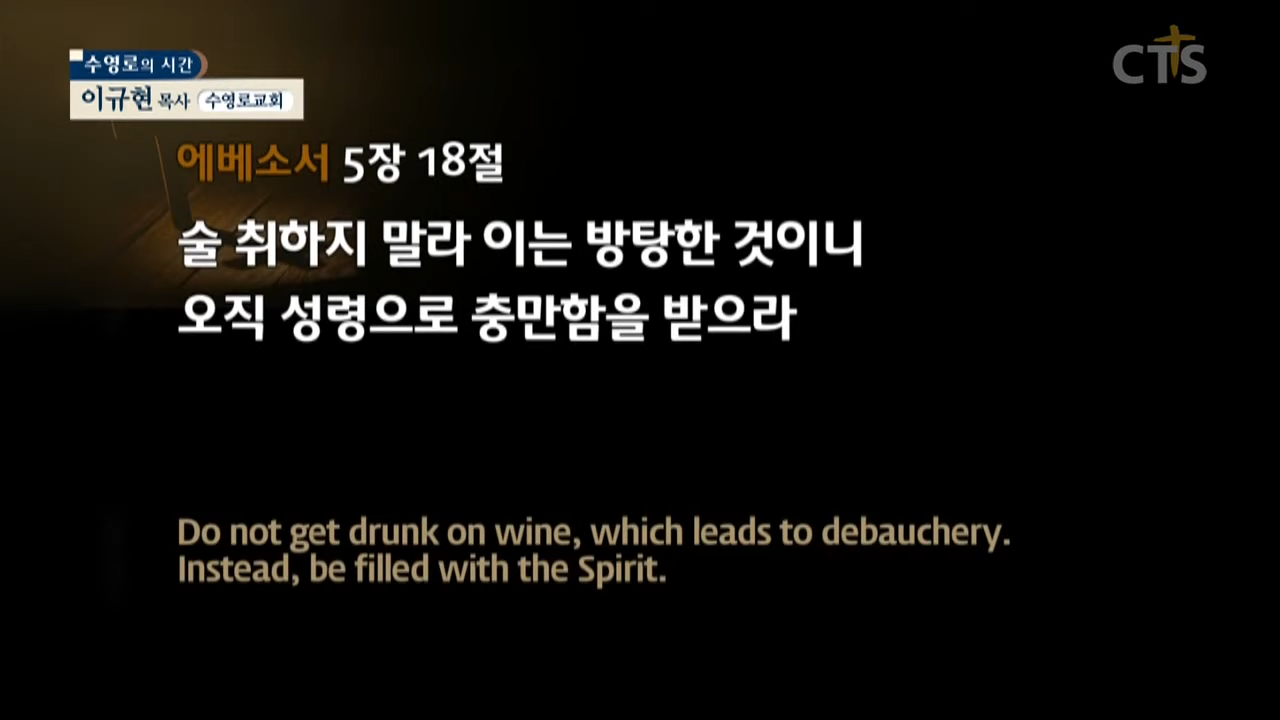 수영로의 시간
이규현 목사 수영로교회
CTS
에베소서 5장 18절
술 취하지 말라 이는 방탕한 것이니
오직 성령으로 충만함을 받으라
Do not get drunk on wine, which leads to debauchery.
Instead, be filled with the Spirit.